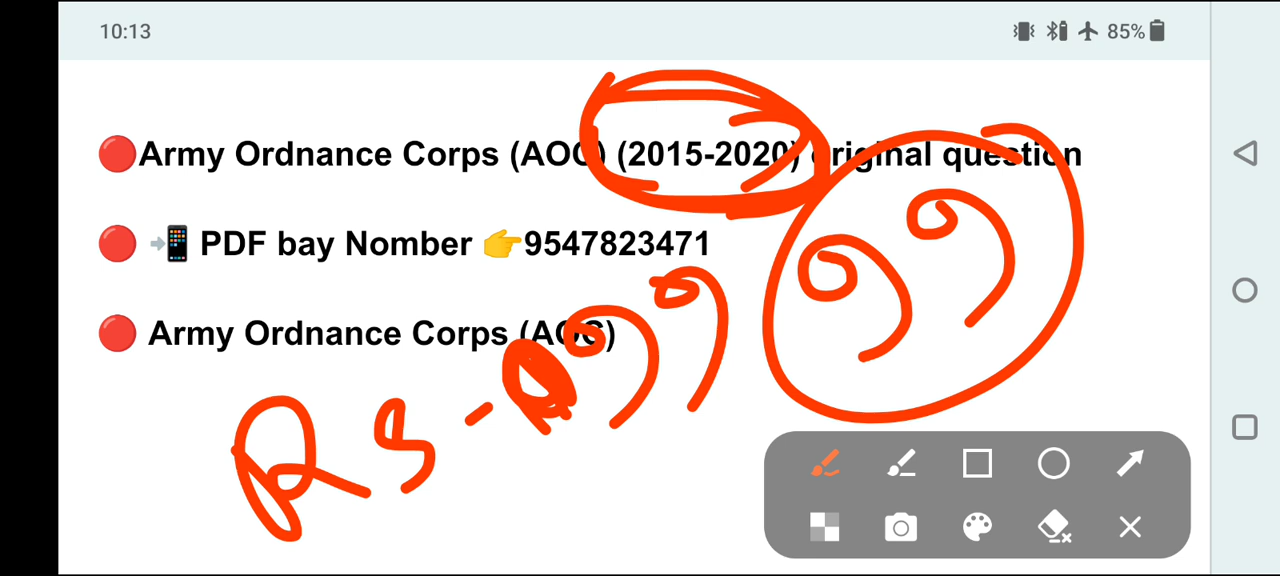 10:13
85%
🔴Army Ordnance Corps (AOC) (2015-2020) original question
🔴 📲 PDF bay Nomber 👉9547823471
🔴 Army Ordnance Corps (AOC)
Rs -